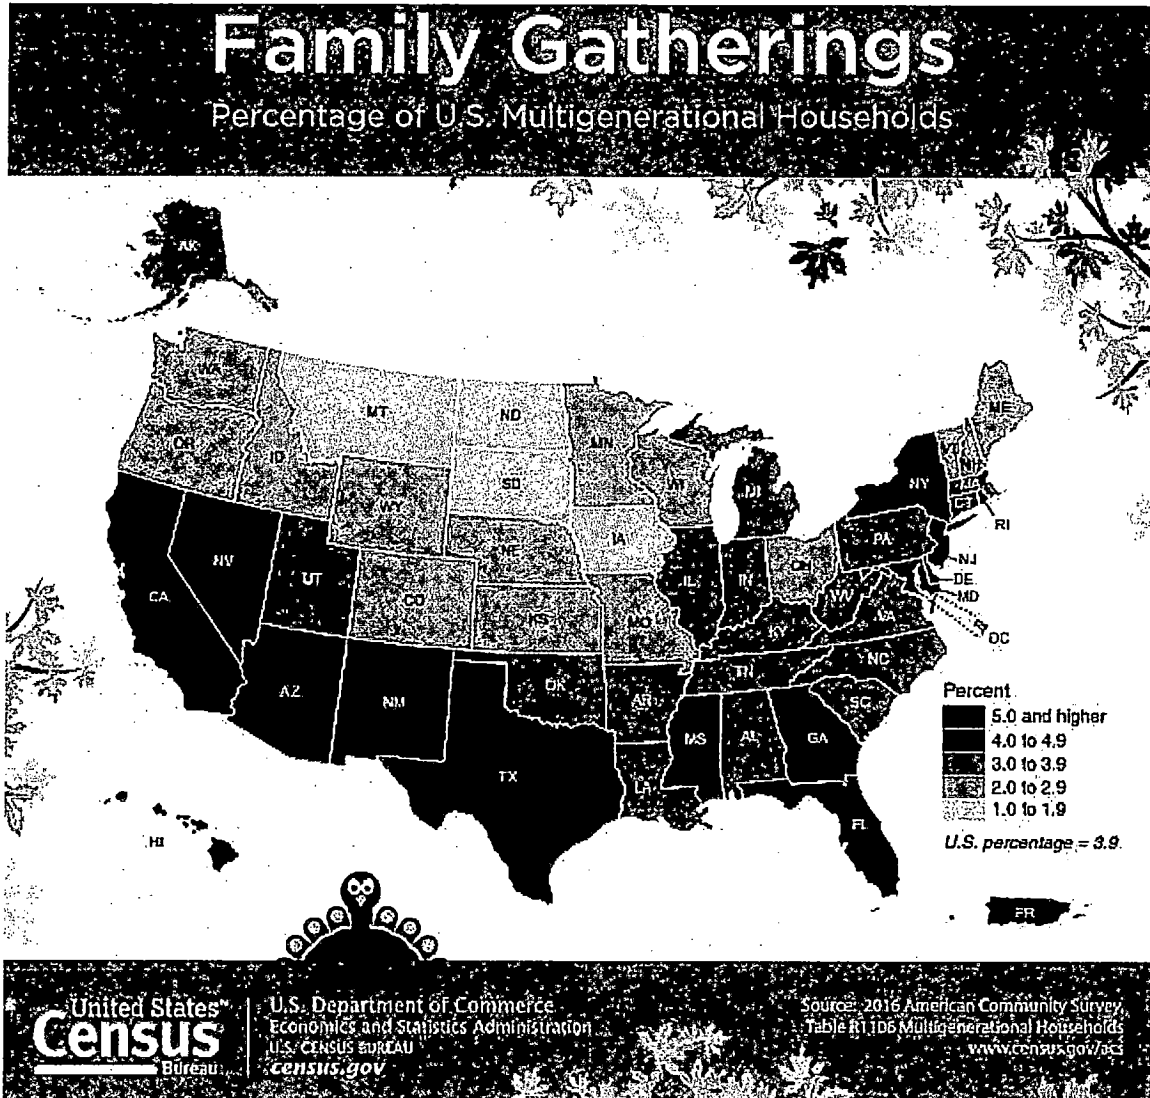 Family Gatherings
Percentage of U.S. Multigenerational Households
AK
WA
MT
ND
MN
ME
OR
ID
SD
WI
MI
VT
NH
NY
MA
CT
RI
WY
IA
PA
NE
NJ
NV
UT
IL
IN
OH
DE
CA
CO
KS
MO
WV
VA
MD
KY
DC
NC
TN
AZ
NM
OK
AR
SC
MS
AL
GA
TX
LA
FL
HI
PR
Percent
5.0 and higher
4.0 to 4.9
3.0 to 3.9
2.0 to 2.9
1.0 to 1.9
U.S. percentage = 3.9
United States™
Census
Bureau
U.S. Department of Commerce
Economics and Statistics Administration
U.S. CENSUS BUREAU
census.gov
Source: 2016 American Community Survey,
Table R1106 Multigenerational Households
www.census.gov/acs